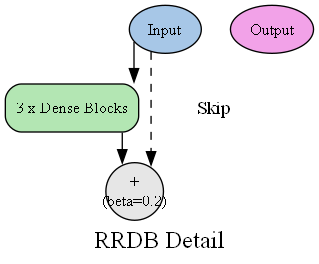 Input
Output
3 x Dense Blocks
Skip
+
(beta=0.2)
RRDB Detail